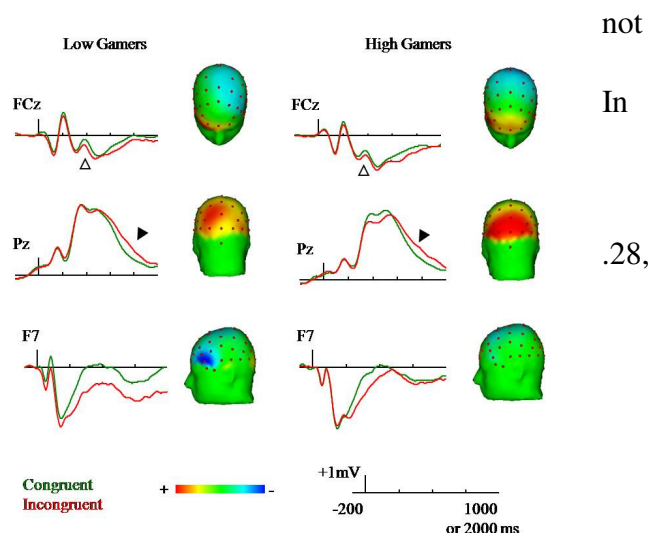 not
Low Gamers High Gamers
FCz FCz
In
Pz Pz
.28,
F7 F7
Congruent
Incongruent
+ -
+1mV
-200 1000
or 2000 ms